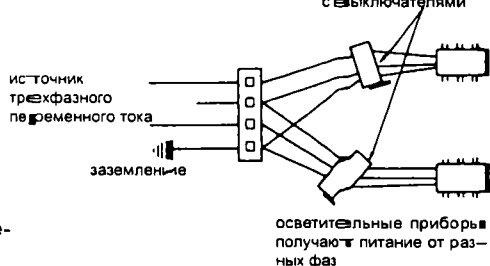 с выключателями
источник
трехфазного
переменного тока
заземление
е-
осветительные приборы
получают питание от раз-
ных фаз